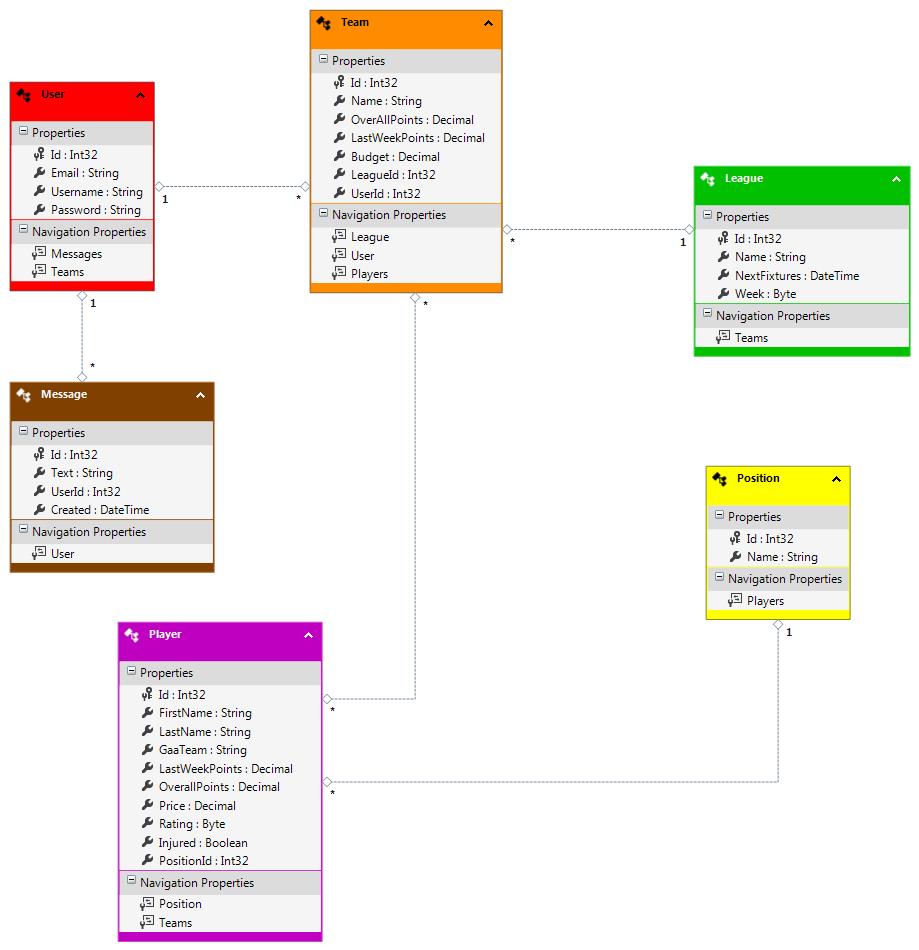 Team
Properties
Id : Int32
Name : String
OverAllPoints : Decimal
LastWeekPoints : Decimal
Budget : Decimal
LeagueId : Int32
UserId : Int32
Navigation Properties
League
User
Players
User
Properties
Id : Int32
Email : String
Username : String
Password : String
Navigation Properties
Messages
Teams
1
*
League
Properties
Id : Int32
Name : String
NextFixtures : DateTime
Week : Byte
Navigation Properties
Teams
*
1
1
*
*
Message
Properties
Id : Int32
Text : String
UserId : Int32
Created : DateTime
Navigation Properties
User
Position
Properties
Id : Int32
Name : String
Navigation Properties
Players
1
Player
Properties
Id : Int32
FirstName : String
LastName : String
GaaTeam : String
LastWeekPoints : Decimal
OverallPoints : Decimal
Price : Decimal
Rating : Byte
Injured : Boolean
PositionId : Int32
Navigation Properties
Position
Teams
*
*